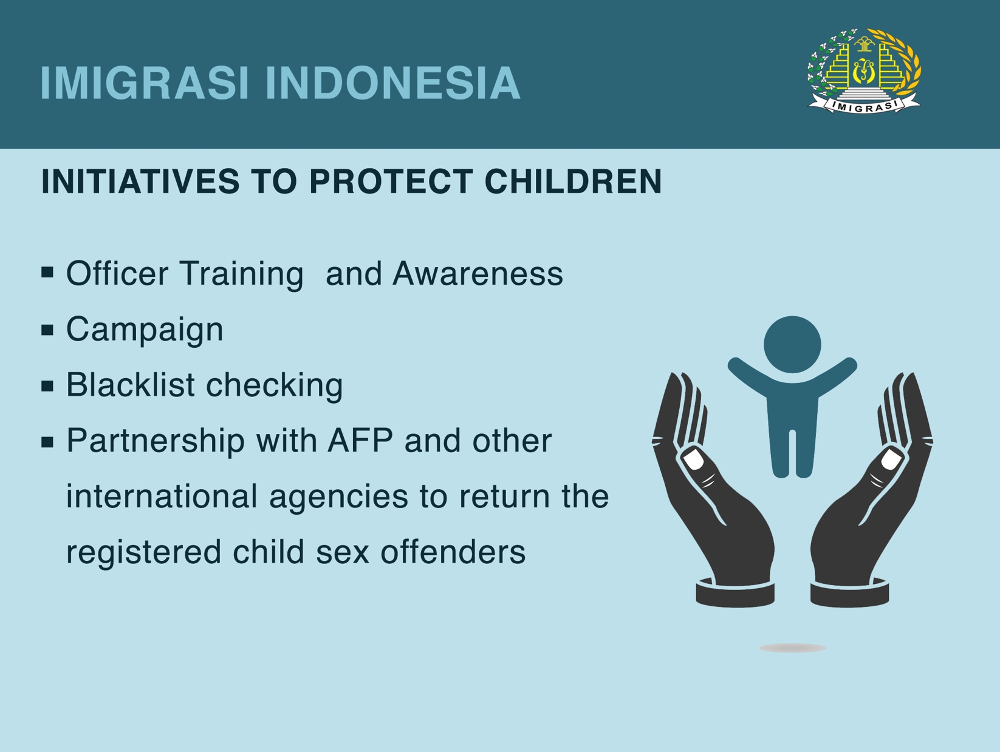 IMIGRASI INDONESIA
IMIGRASI
INITIATIVES TO PROTECT CHILDREN
▪ Officer Training  and Awareness
▪ Campaign
▪ Blacklist checking
▪ Partnership with AFP and other
international agencies to return the
registered child sex offenders